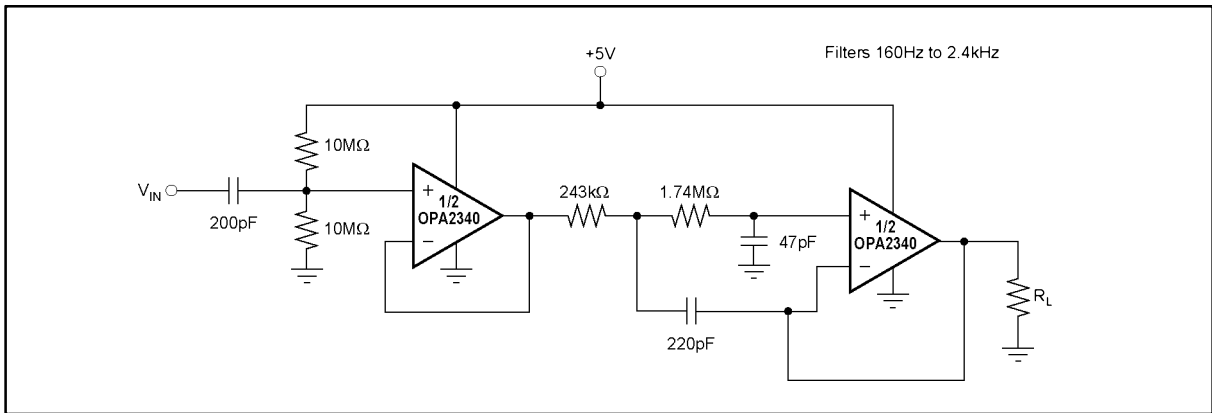 Filters 160Hz to 2.4kHz
+5V
10MΩ
V_IN
200pF
10MΩ
+
1/2
OPA2340
−
243kΩ
1.74MΩ
47pF
220pF
+
1/2
OPA2340
−
R_L